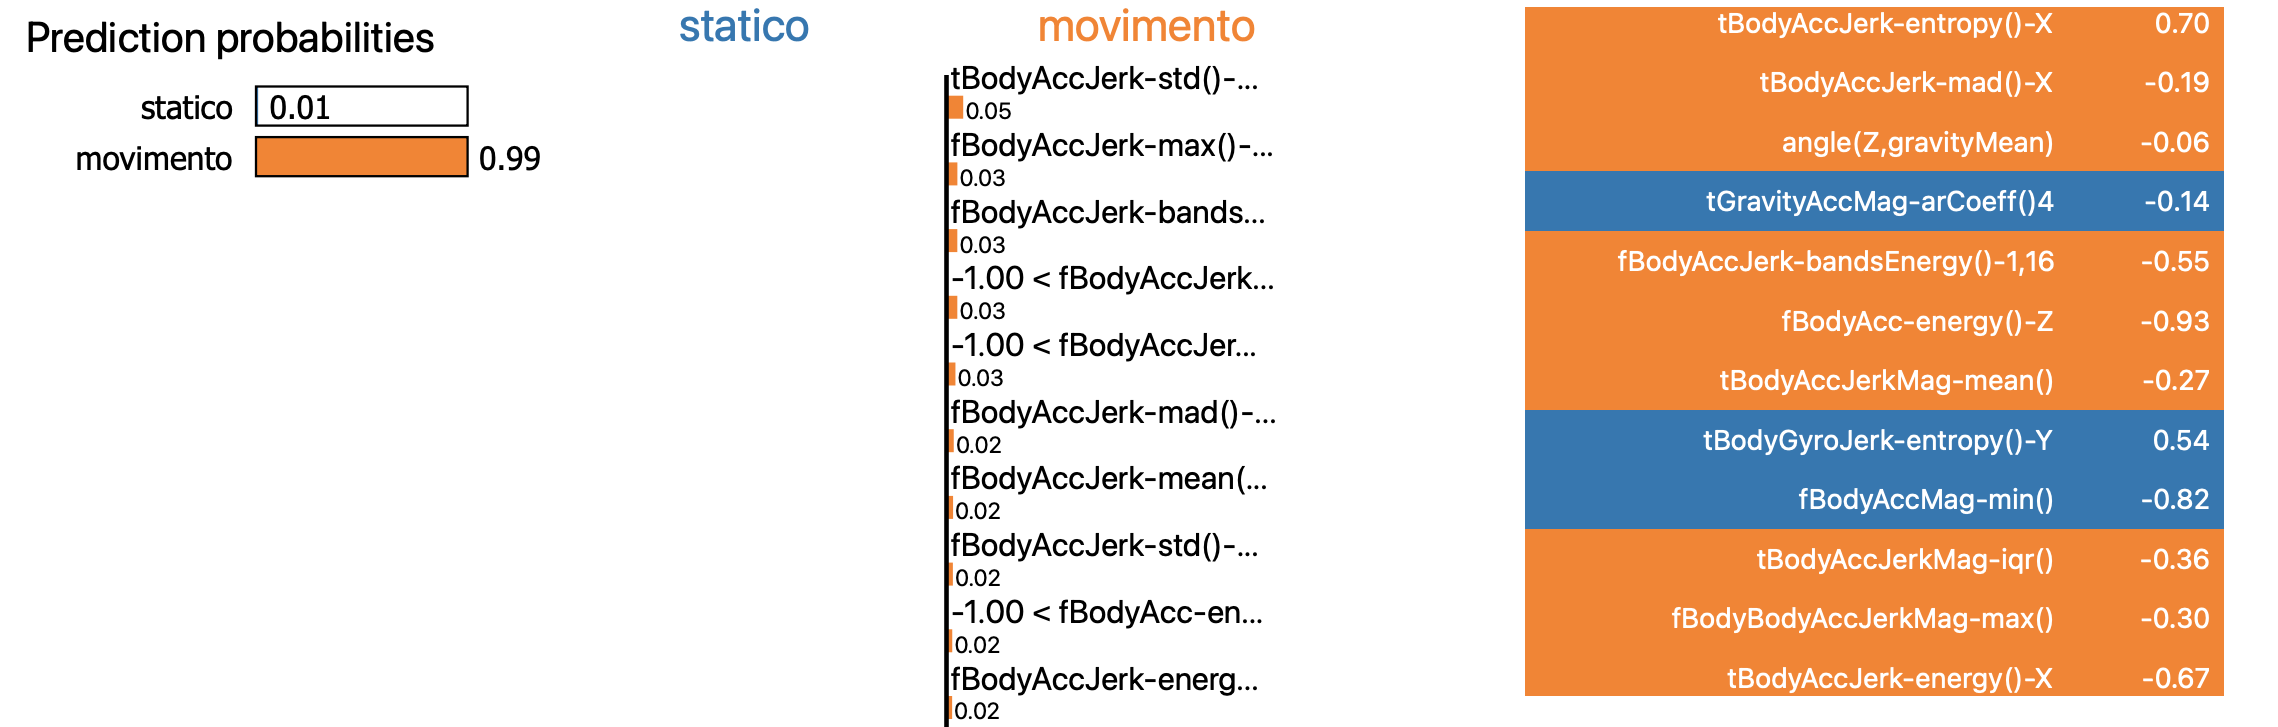 Prediction probabilities
statico 0.01
movimento 0.99
statico movimento
tBodyAccJerk-std()-...
0.05
fBodyAccJerk-max()-...
0.03
fBodyAccJerk-bands...
0.03
-1.00 < fBodyAccJerk...
0.03
-1.00 < fBodyAccJer...
0.03
fBodyAccJerk-mad()-...
0.02
fBodyAccJerk-mean(...
0.02
fBodyAccJerk-std()-...
0.02
-1.00 < fBodyAcc-en...
0.02
fBodyAccJerk-energ...
0.02
tBodyAccJerk-entropy()-X 0.70
tBodyAccJerk-mad()-X -0.19
angle(Z,gravityMean) -0.06
tGravityAccMag-arCoeff()4 -0.14
fBodyAccJerk-bandsEnergy()-1,16 -0.55
fBodyAcc-energy()-Z -0.93
tBodyAccJerkMag-mean() -0.27
tBodyGyroJerk-entropy()-Y 0.54
fBodyAccMag-min() -0.82
tBodyAccJerkMag-iqr() -0.36
fBodyBodyAccJerkMag-max() -0.30
tBodyAccJerk-energy()-X -0.67